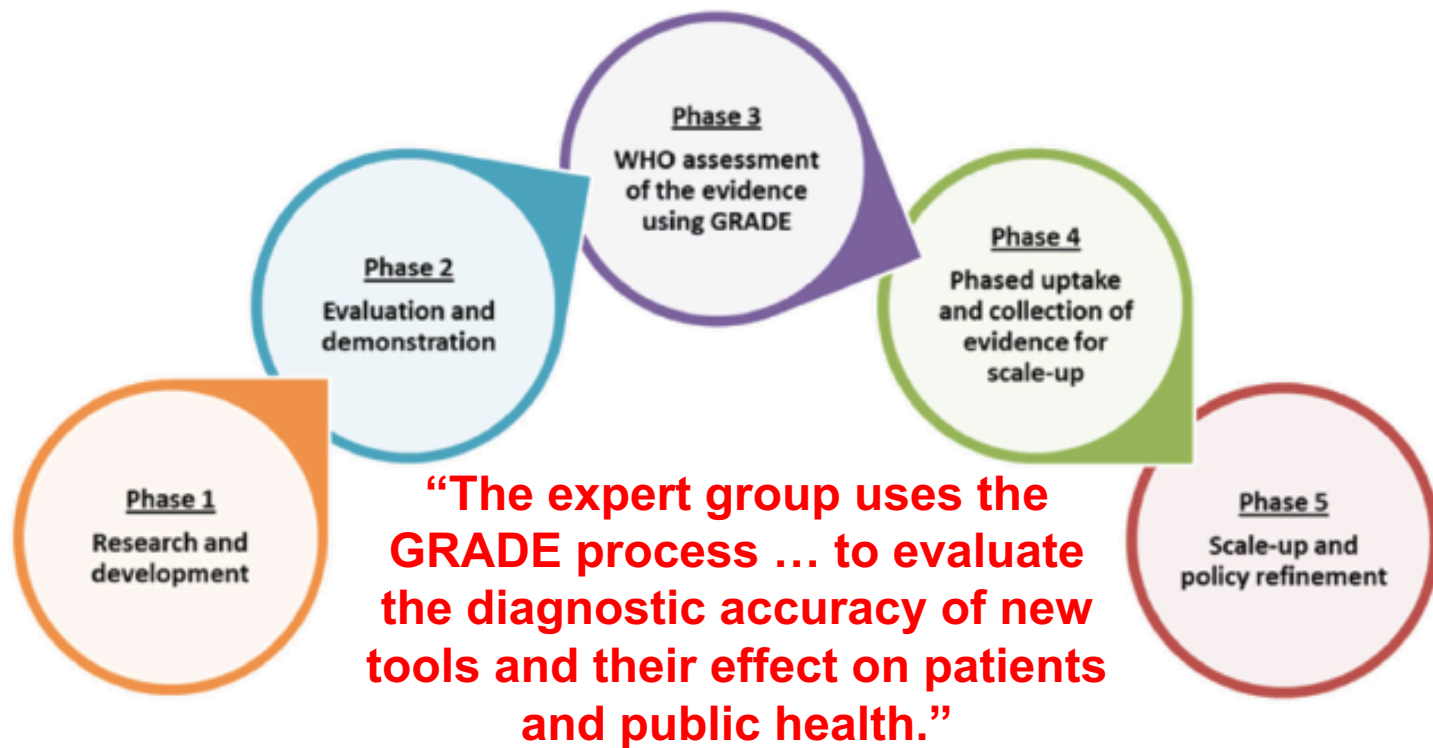 Phase 1
Research and
development
Phase 2
Evaluation and
demonstration
Phase 3
WHO assessment
of the evidence
using GRADE
Phase 4
Phased uptake
and collection of
evidence for
scale-up
Phase 5
Scale-up and
policy refinement
“The expert group uses the
GRADE process … to evaluate
the diagnostic accuracy of new
tools and their effect on patients
and public health.”